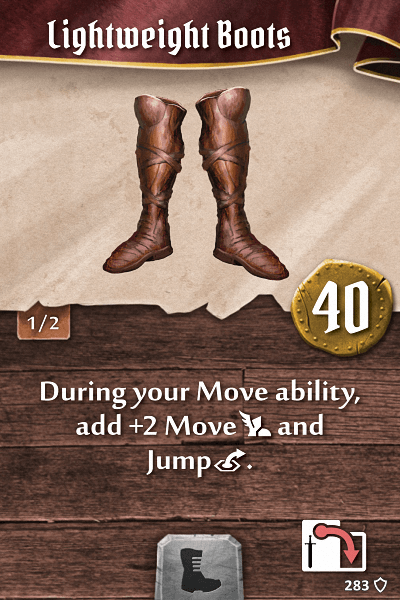 Lightweight Boots
40
1/2
During your Move ability,
add +2 Move and
Jump.
283